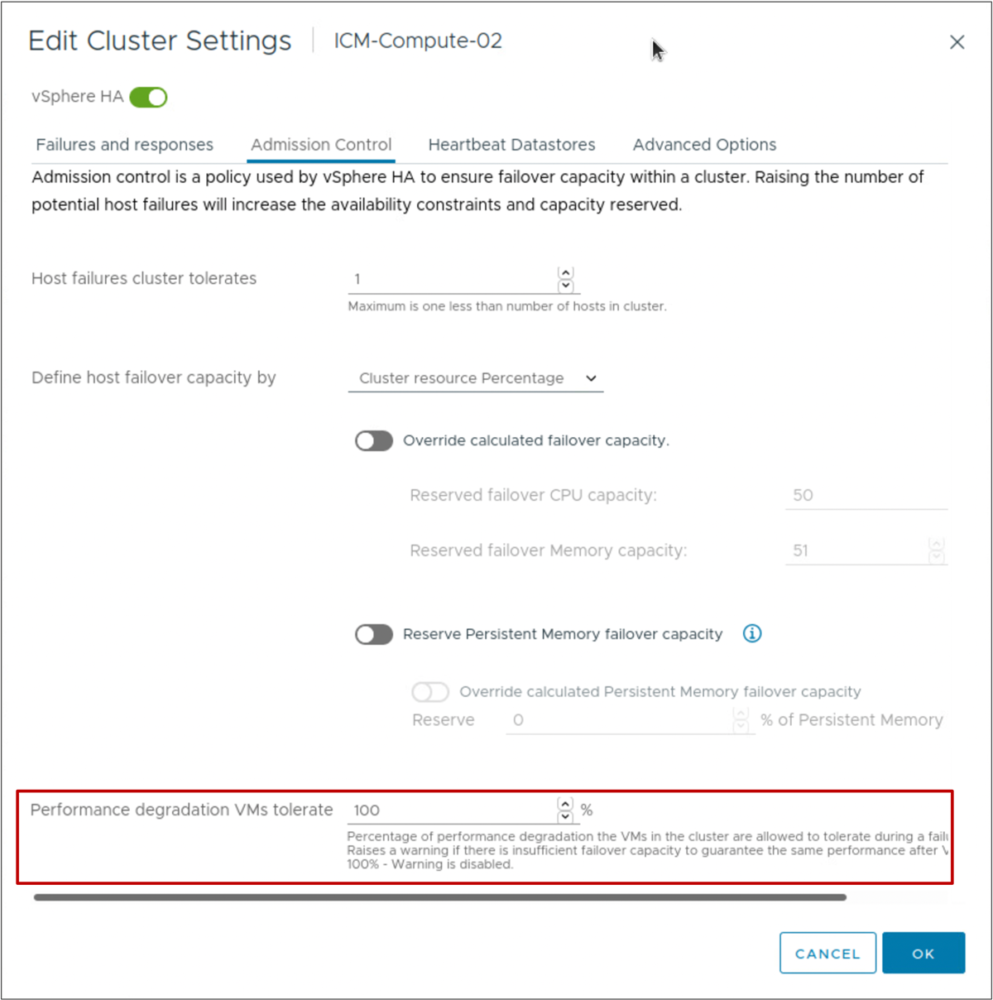 Edit Cluster Settings ICM-Compute-02
vSphere HA
Failures and responses Admission Control Heartbeat Datastores Advanced Options
Admission control is a policy used by vSphere HA to ensure failover capacity within a cluster. Raising the number of
potential host failures will increase the availability constraints and capacity reserved.
Host failures cluster tolerates 1
Maximum is one less than number of hosts in cluster.
Define host failover capacity by Cluster resource Percentage
Override calculated failover capacity.
Reserved failover CPU capacity: 50
Reserved failover Memory capacity: 51
Reserve Persistent Memory failover capacity
Override calculated Persistent Memory failover capacity
Reserve 0 % of Persistent Memory
Performance degradation VMs tolerate 100 %
Percentage of performance degradation the VMs in the cluster are allowed to tolerate during a
Raises a warning if there is insufficient failover capacity to guarantee the same performance after
100% - Warning is disabled.
CANCEL OK